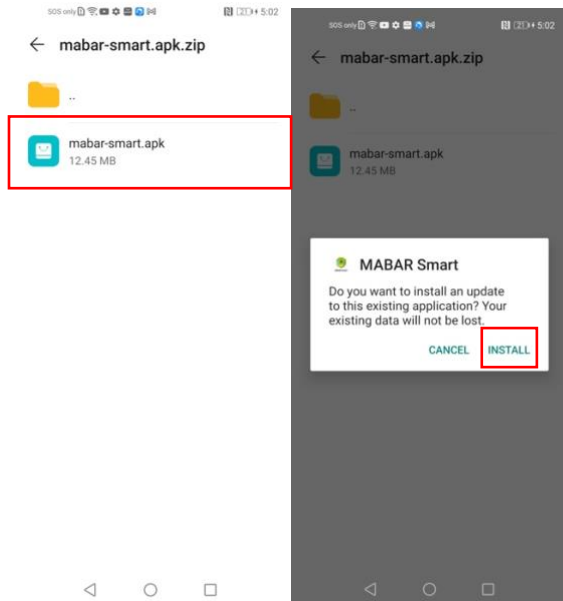 SOS only
5:02
mabar-smart.apk.zip
..
mabar-smart.apk
12.45 MB
SOS only
5:02
mabar-smart.apk.zip
..
mabar-smart.apk
12.45 MB
MABAR Smart
Do you want to install an update
to this existing application? Your
existing data will not be lost.
CANCEL INSTALL